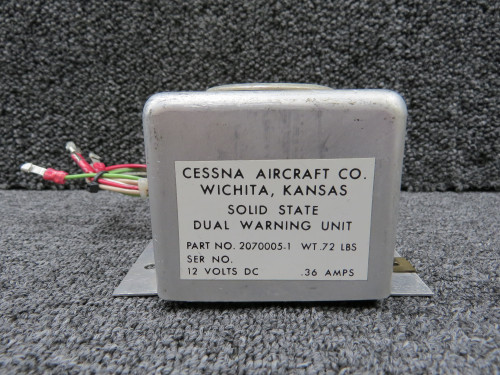 CESSNA AIRCRAFT CO.
WICHITA, KANSAS
SOLID STATE
DUAL WARNING UNIT
PART NO. 2070005-1 WT .72 LBS
SER NO.
12 VOLTS DC .36 AMPS